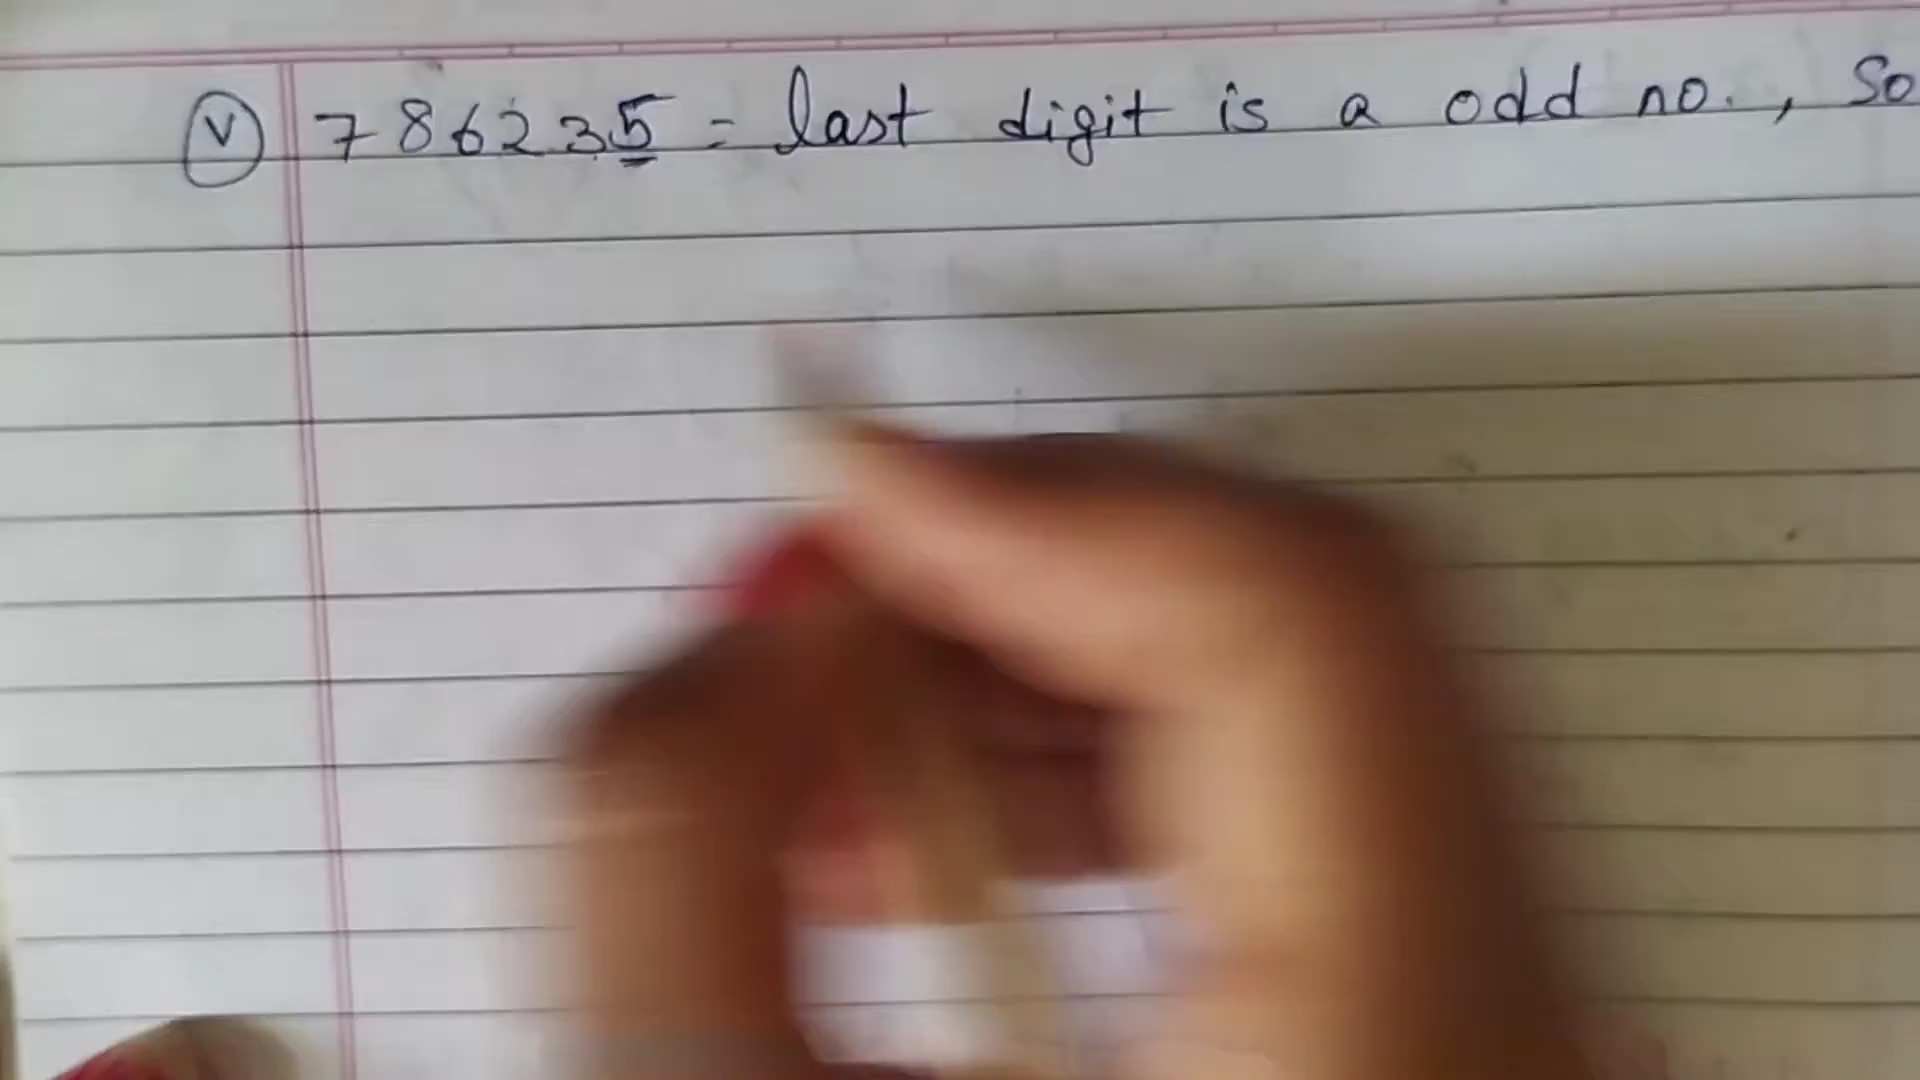 (v) 786235 = last digit is a odd no., So